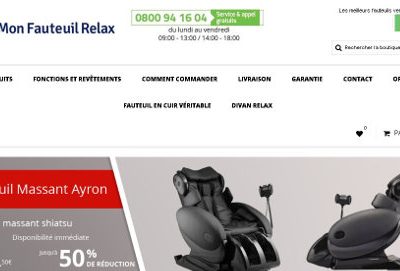 Les meilleurs fauteuils ve
0800 94 16 04 Service & appel gratuits
Mon Fauteuil Relax
du lundi au vendredi
09:00 - 13:00 / 14:00 - 18:00
Rechercher la boutique
UITS FONCTIONS ET REVÊTEMENTS COMMENT COMMANDER LIVRAISON GARANTIE CONTACT OF
FAUTEUIL EN CUIR VÉRITABLE DIVAN RELAX
0
PA
uil Massant Ayron
massant shiatsu
Disponibilité immédiate
,50€ jusqu'à 50 % DE RÉDUCTION